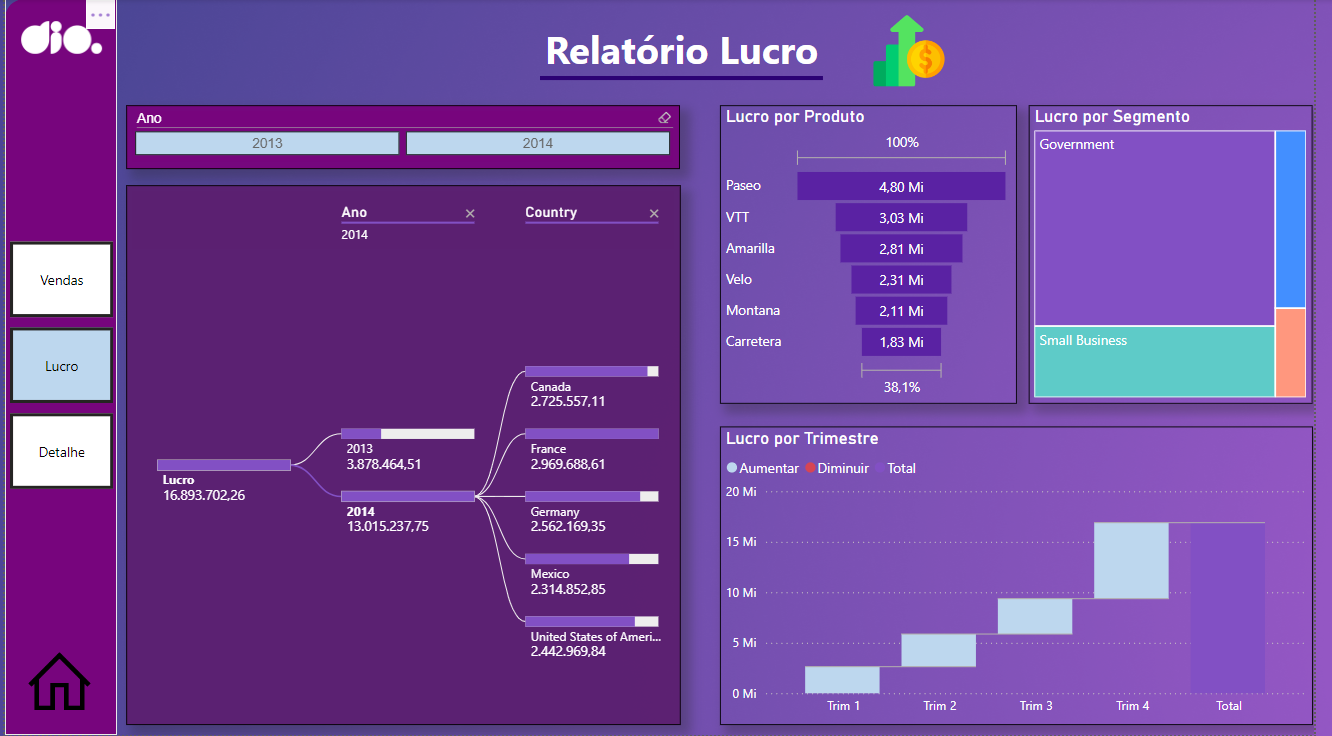 dio.
Relatório Lucro
Ano
2013
2014
Vendas
Lucro
Detalhe
Ano
2014
Country
Lucro
16.893.702,26
2013
3.878.464,51
2014
13.015.237,75
Canada
2.725.557,11
France
2.969.688,61
Germany
2.562.169,35
Mexico
2.314.852,85
United States of Ameri...
2.442.969,84
Lucro por Produto
100%
Paseo 4,80 Mi
VTT 3,03 Mi
Amarilla 2,81 Mi
Velo 2,31 Mi
Montana 2,11 Mi
Carretera 1,83 Mi
38,1%
Lucro por Segmento
Government
Small Business
Lucro por Trimestre
Aumentar Diminuir Total
20 Mi
15 Mi
10 Mi
5 Mi
0 Mi
Trim 1 Trim 2 Trim 3 Trim 4 Total